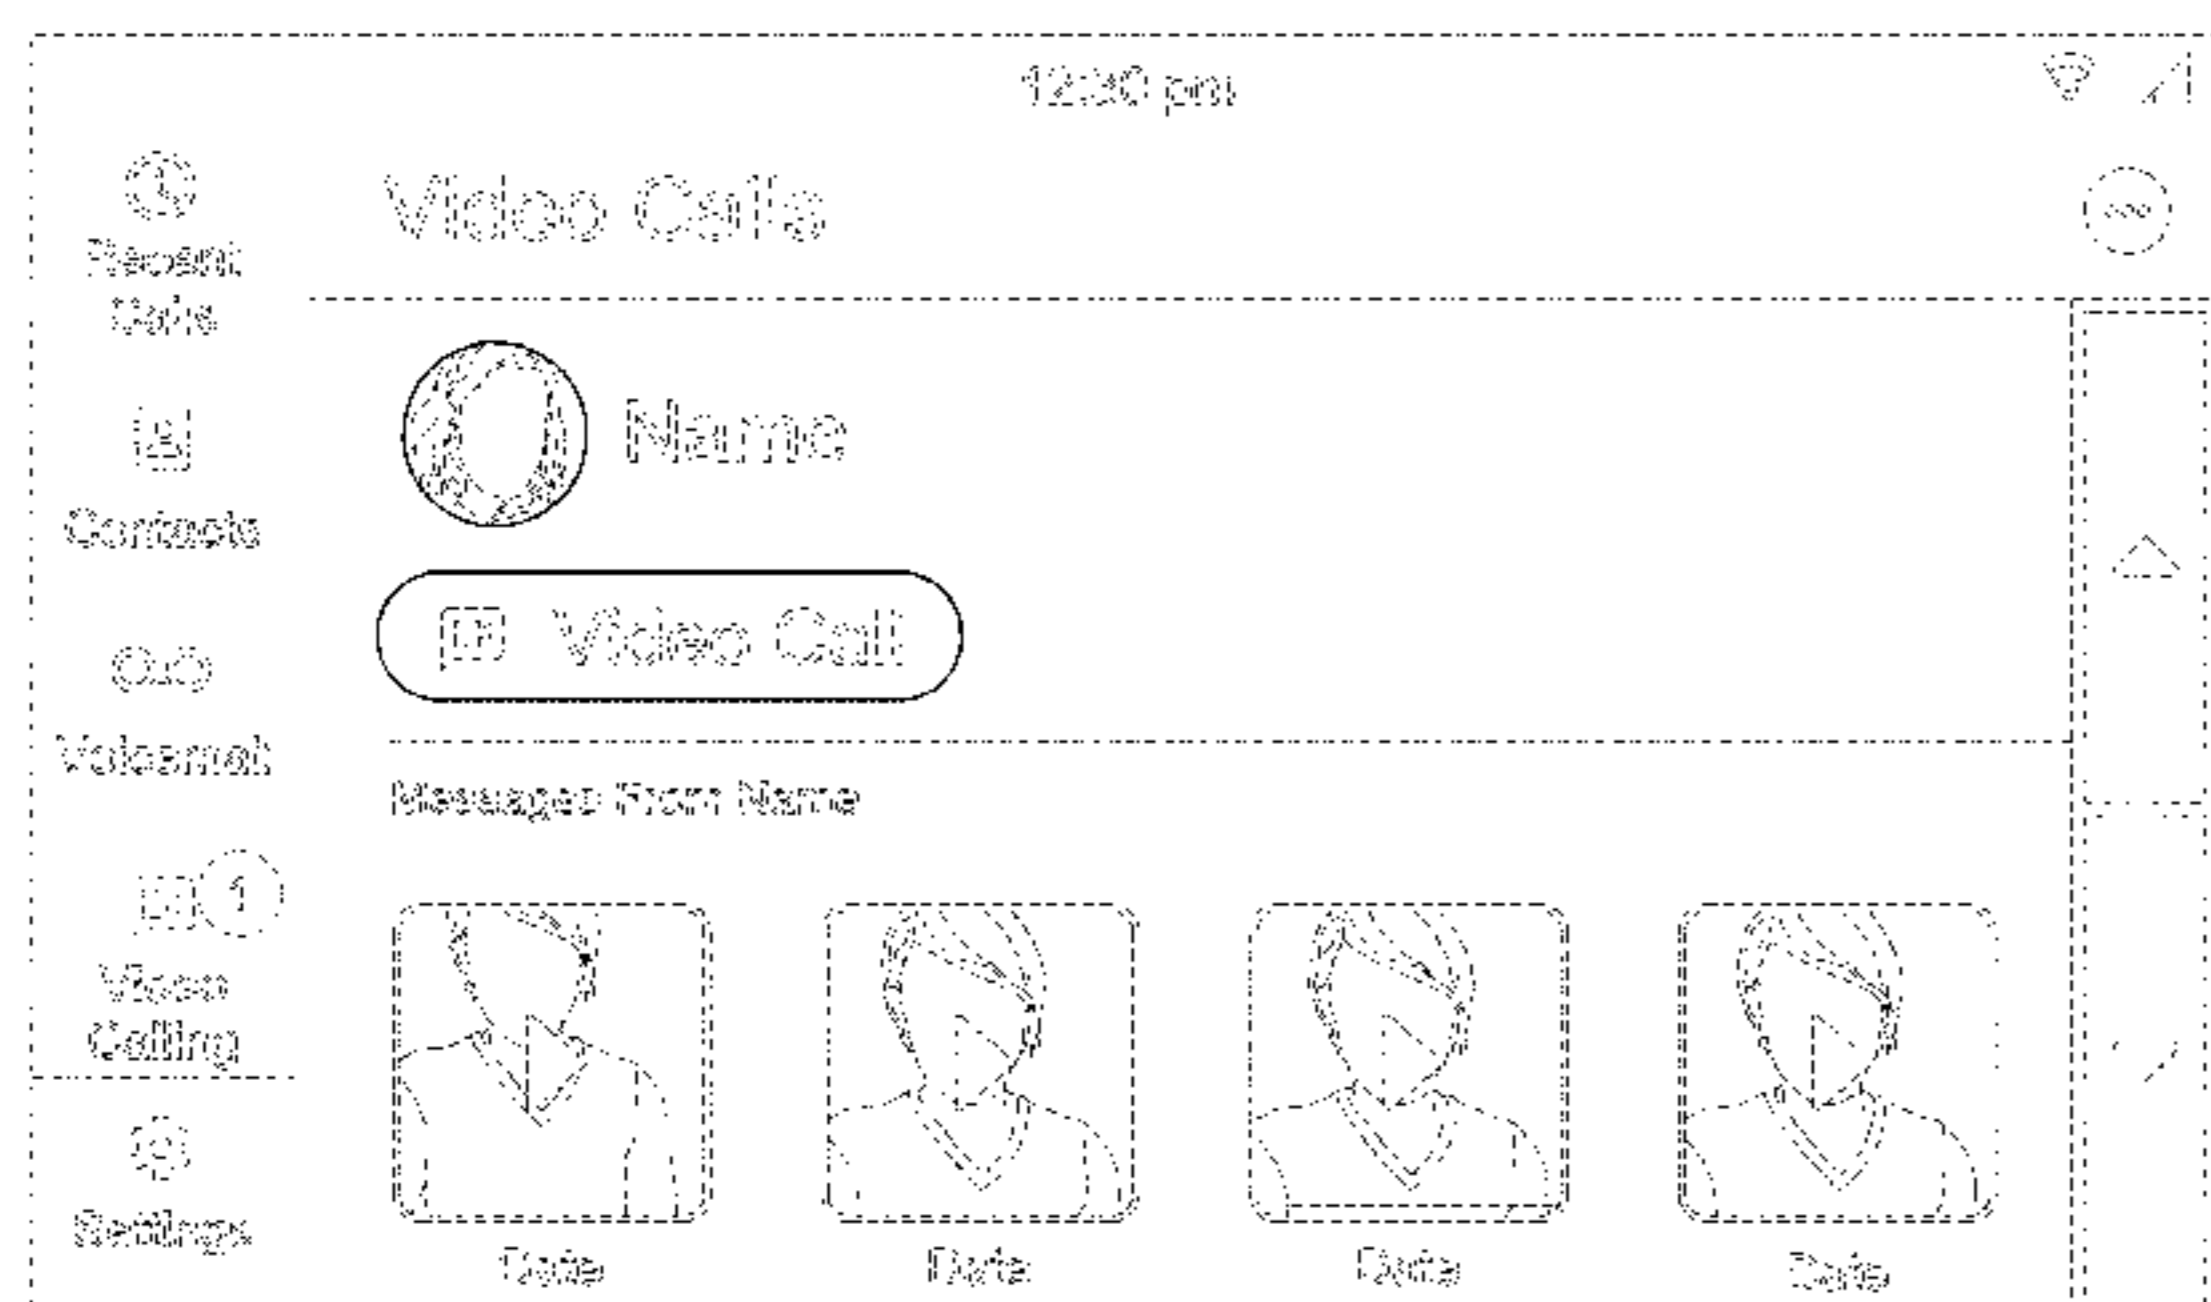 12:30 pm
Video Calls
Recent
Calls
Name
Contacts
Video Call
Voicemail
Messages From Name
1
Video
Calling
Settings
Date Date Date Date